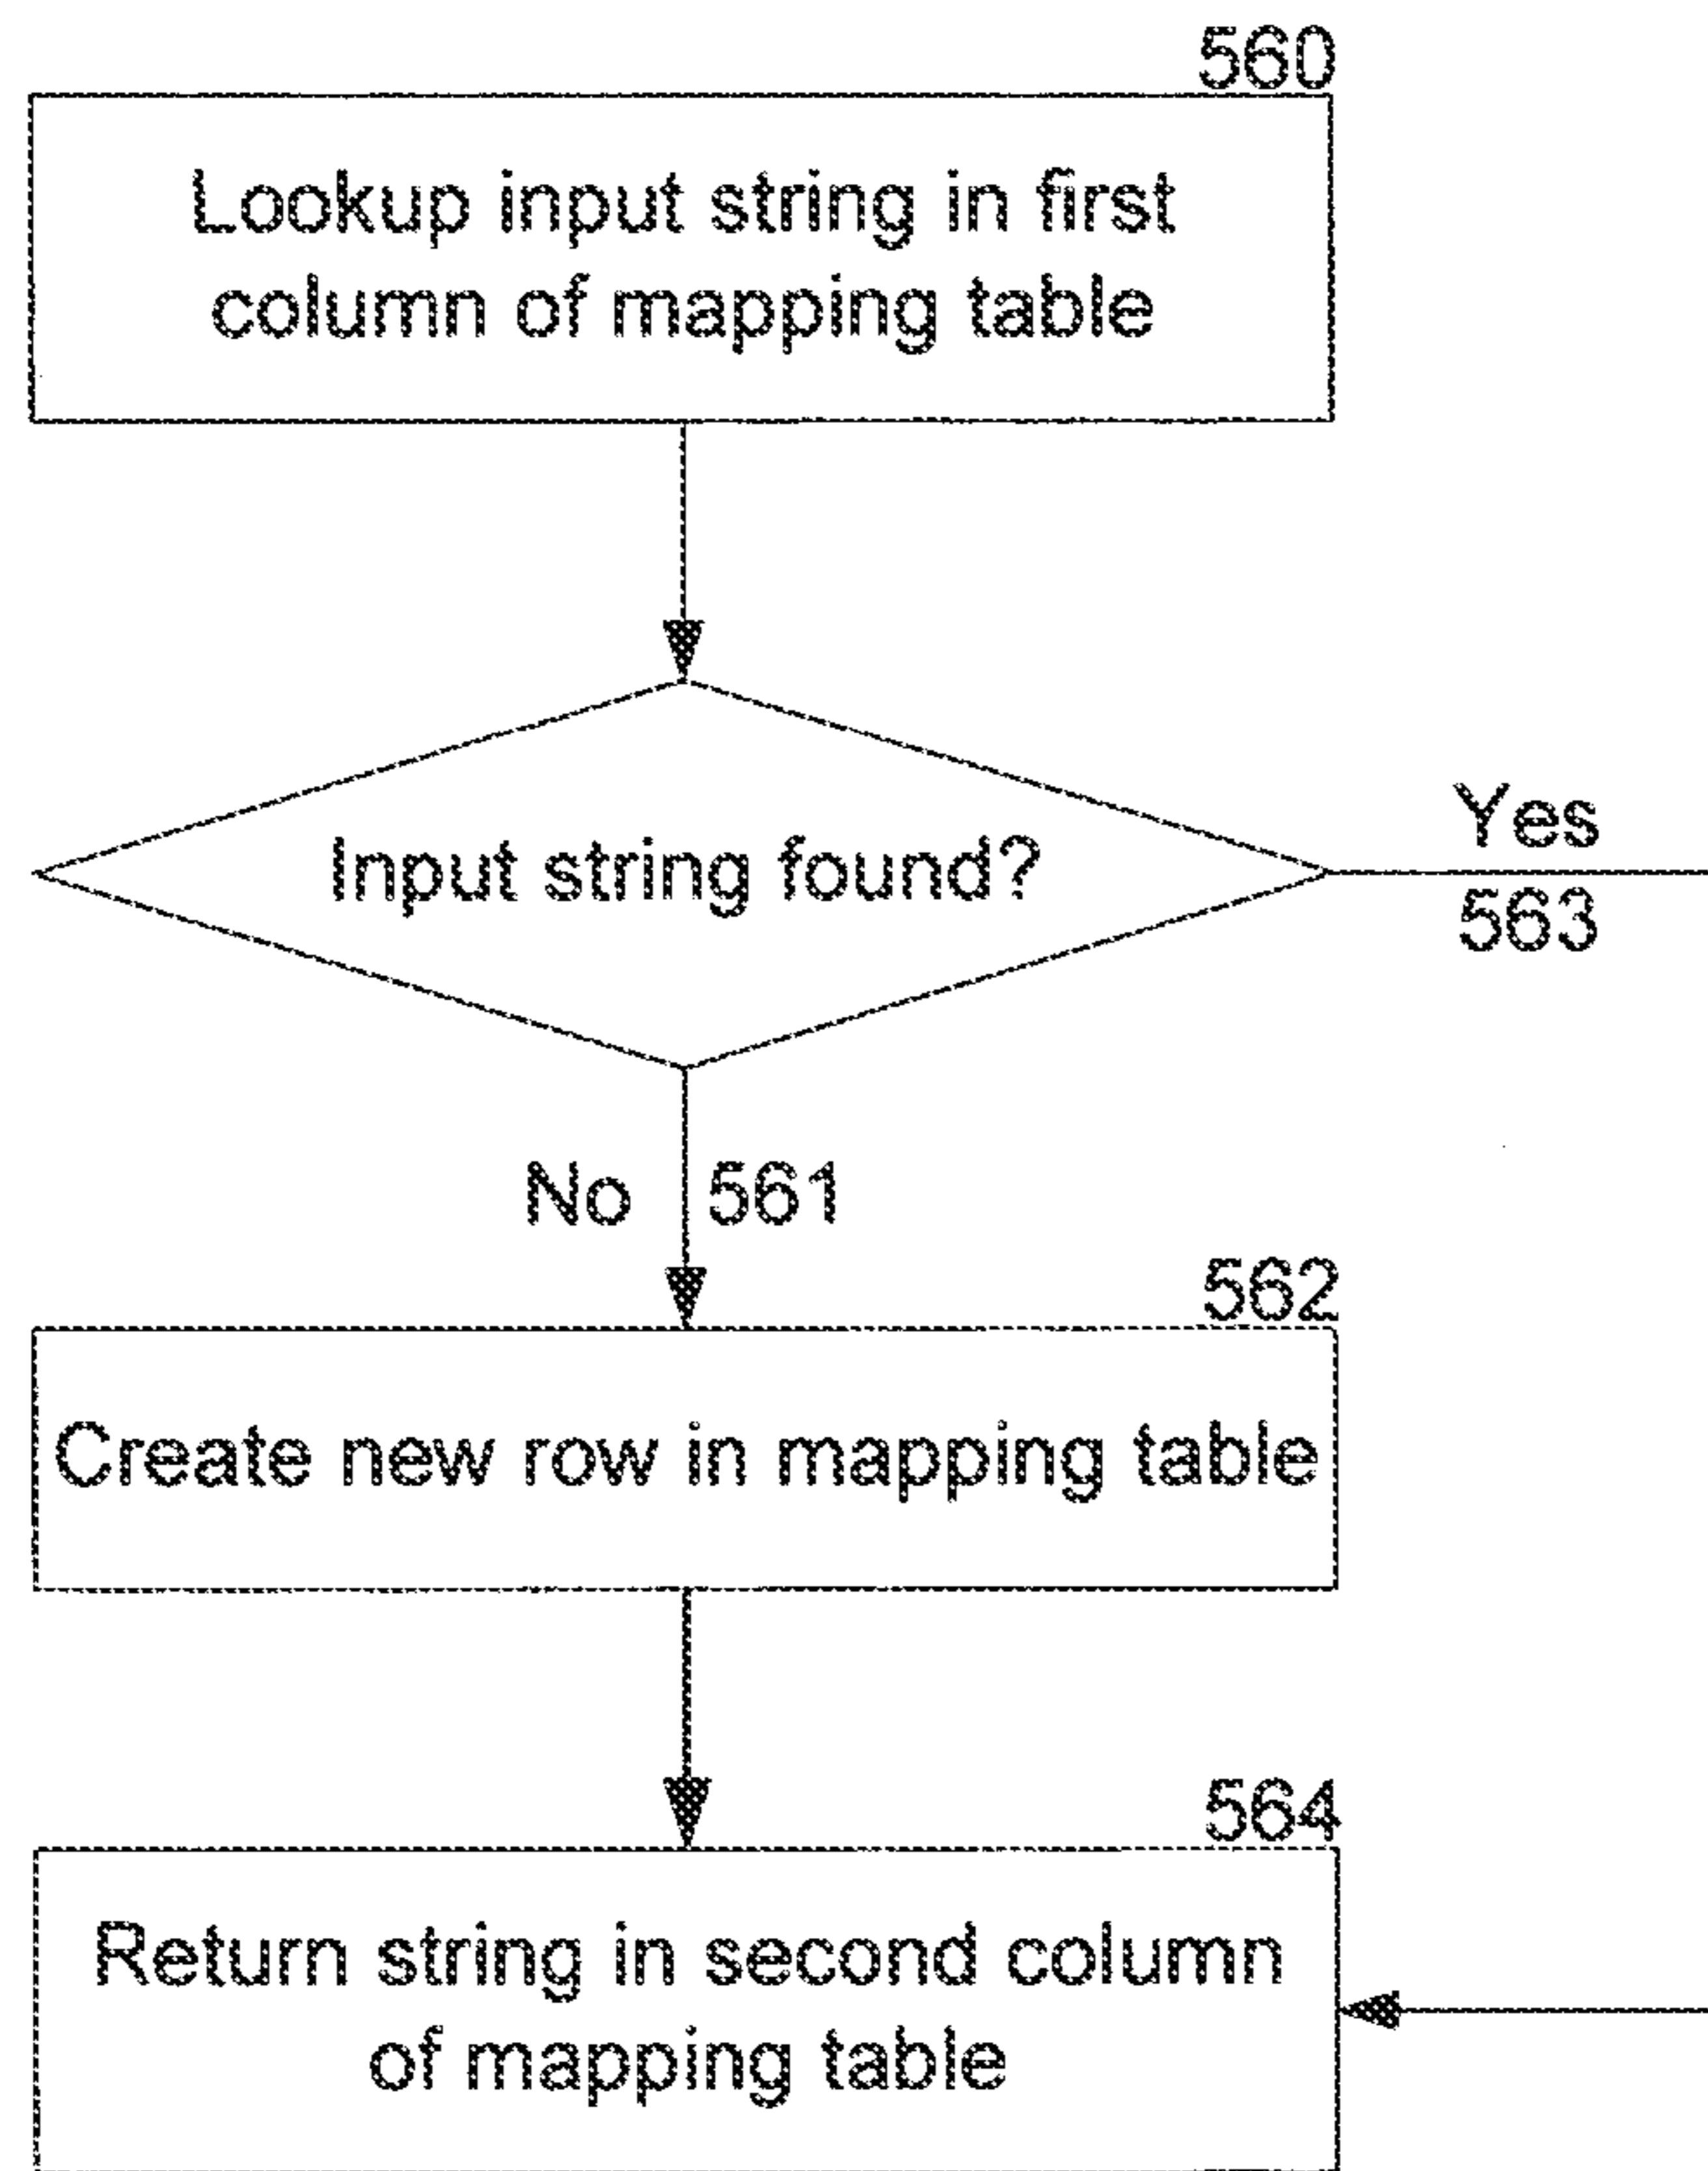 560
Lookup input string in first
column of mapping table
Input string found?
Yes
563
No 561
562
Create new row in mapping table
564
Return string in second column
of mapping table